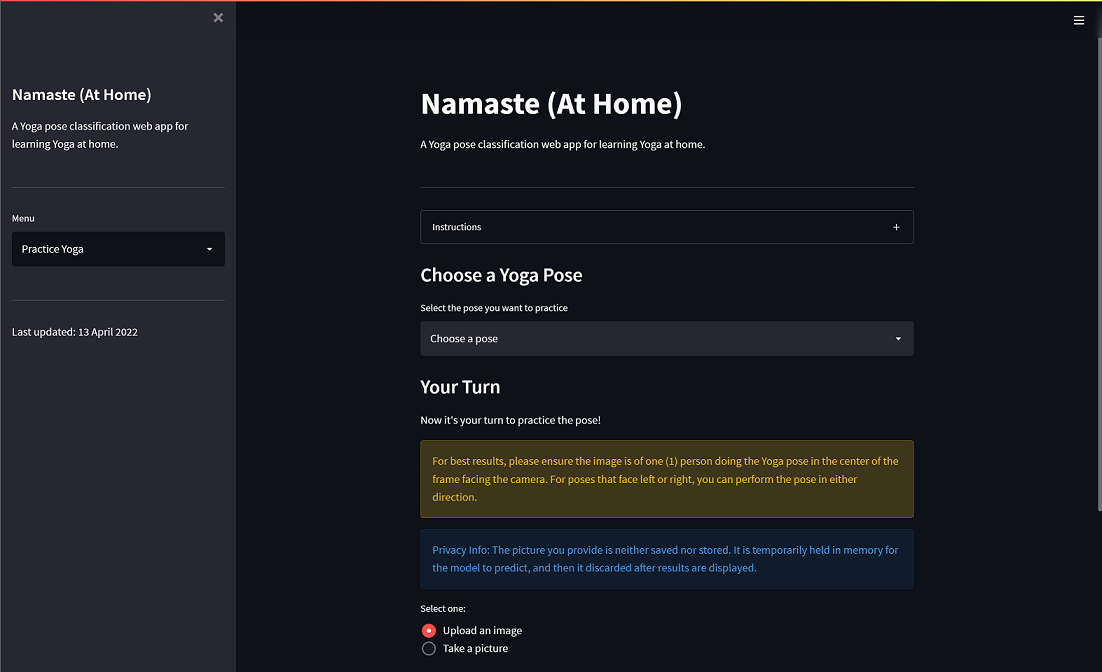 Namaste (At Home)
A Yoga pose classification web app for
learning Yoga at home.
Menu
Practice Yoga
Last updated: 13 April 2022
Namaste (At Home)
A Yoga pose classification web app for learning Yoga at home.
Instructions
Choose a Yoga Pose
Select the pose you want to practice
Choose a pose
Your Turn
Now it's your turn to practice the pose!
For best results, please ensure the image is of one (1) person doing the Yoga pose in the center of the
frame facing the camera. For poses that face left or right, you can perform the pose in either
direction.
Privacy Info: The picture you provide is neither saved nor stored. It is temporarily held in memory for
the model to predict, and then it discarded after results are displayed.
Select one:
Upload an image
Take a picture